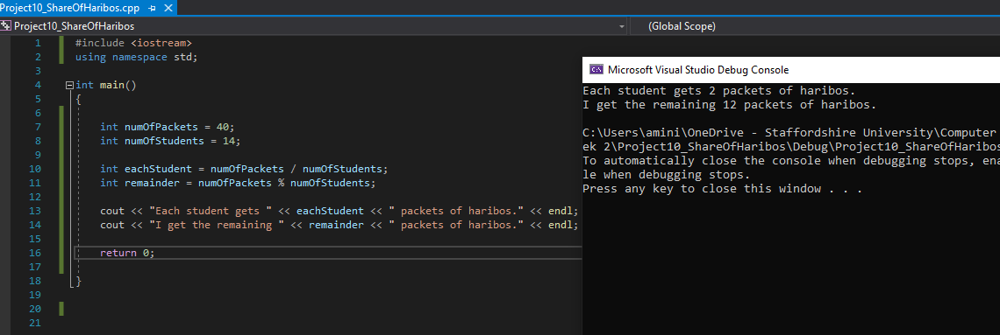 Project10_ShareOfHaribos.cpp
Project10_ShareOfHaribos
(Global Scope)
1 #include <iostream>
2 using namespace std;
3
4 int main()
5 {
6
7 int numOfPackets = 40;
8 int numOfStudents = 14;
9
10 int eachStudent = numOfPackets / numOfStudents;
11 int remainder = numOfPackets % numOfStudents;
12
13 cout << "Each student gets " << eachStudent << " packets of haribos." << endl;
14 cout << "I get the remaining " << remainder << " packets of haribos." << endl;
15
16 return 0;
17
18 }
19
20
21
Microsoft Visual Studio Debug Console
Each student gets 2 packets of haribos.
I get the remaining 12 packets of haribos.
C:\Users\amini\OneDrive - Staffordshire University\Computer
ek 2\Project10_ShareOfHaribos\Debug\Project10_ShareOfHaribos
To automatically close the console when debugging stops, ena
le when debugging stops.
Press any key to close this window . . .